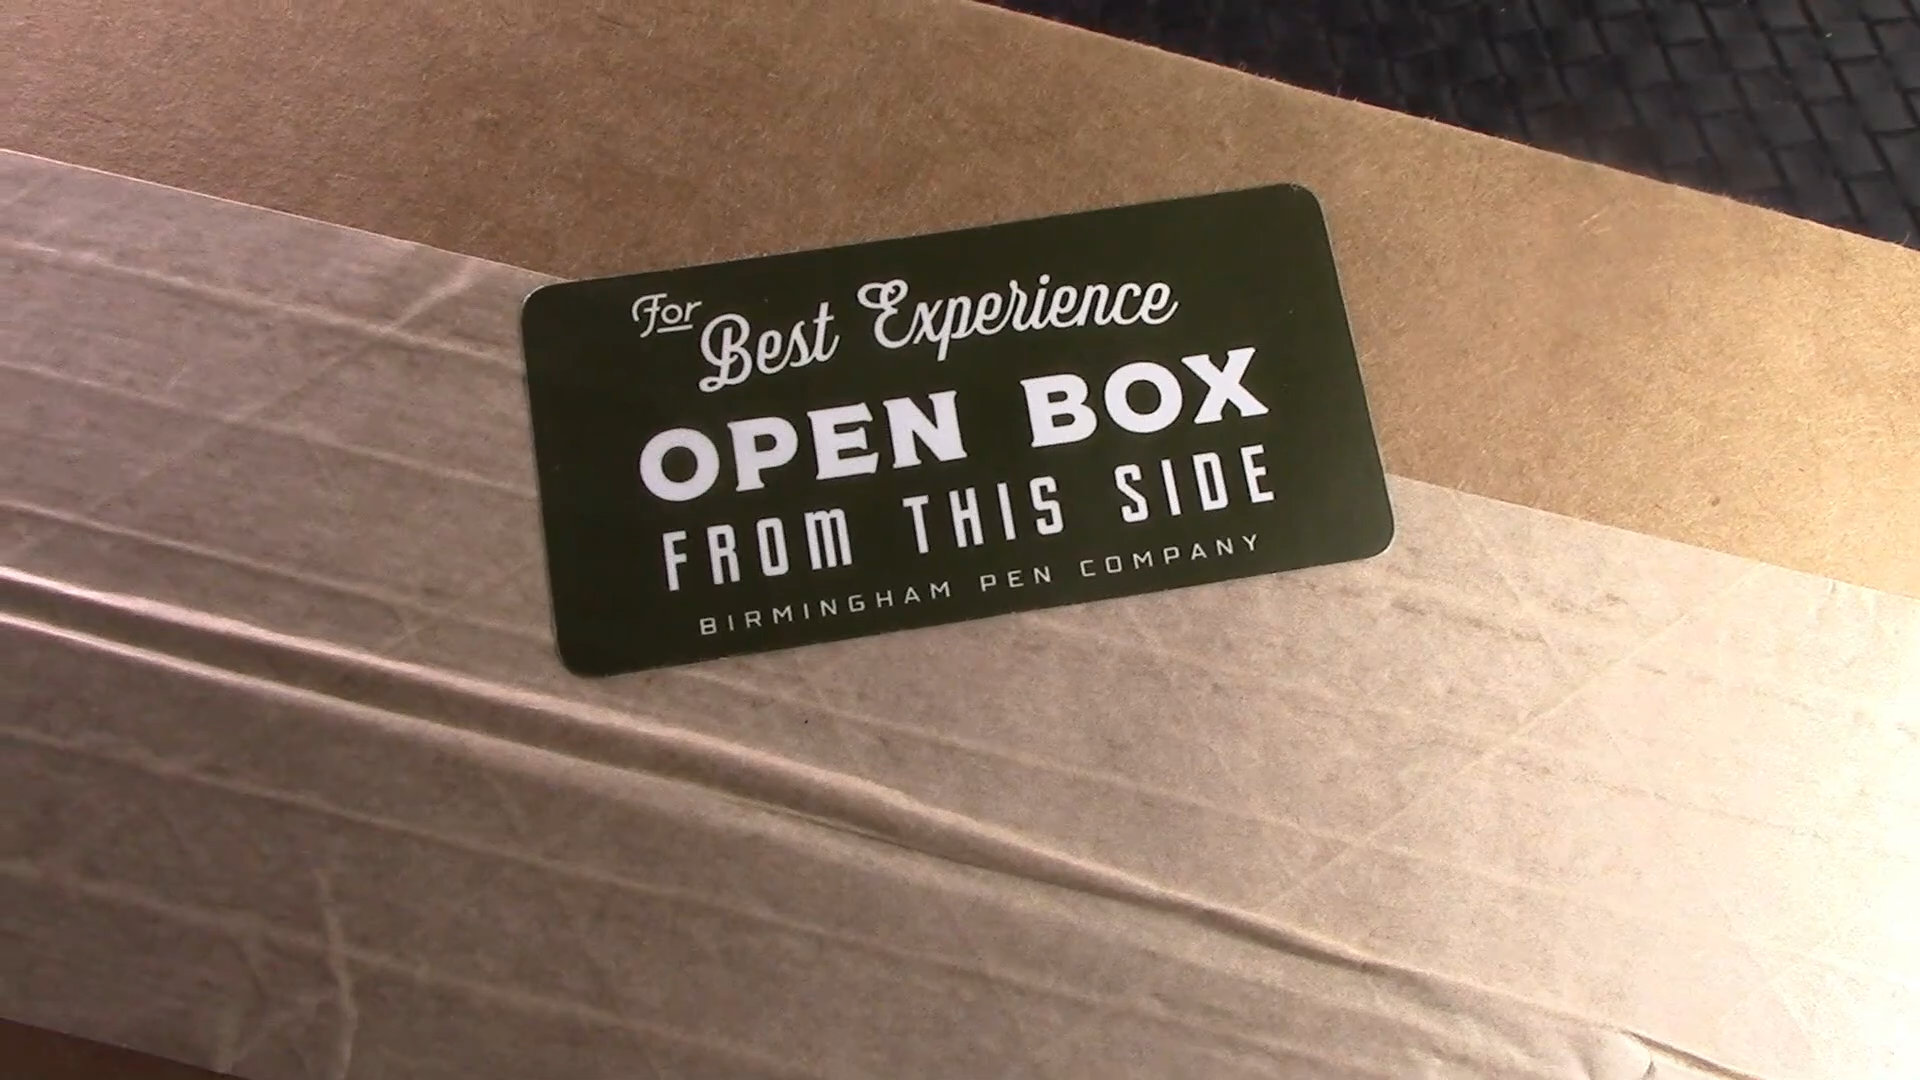 For
Best Experience
OPEN BOX
FROM THIS SIDE
BIRMINGHAM PEN COMPANY